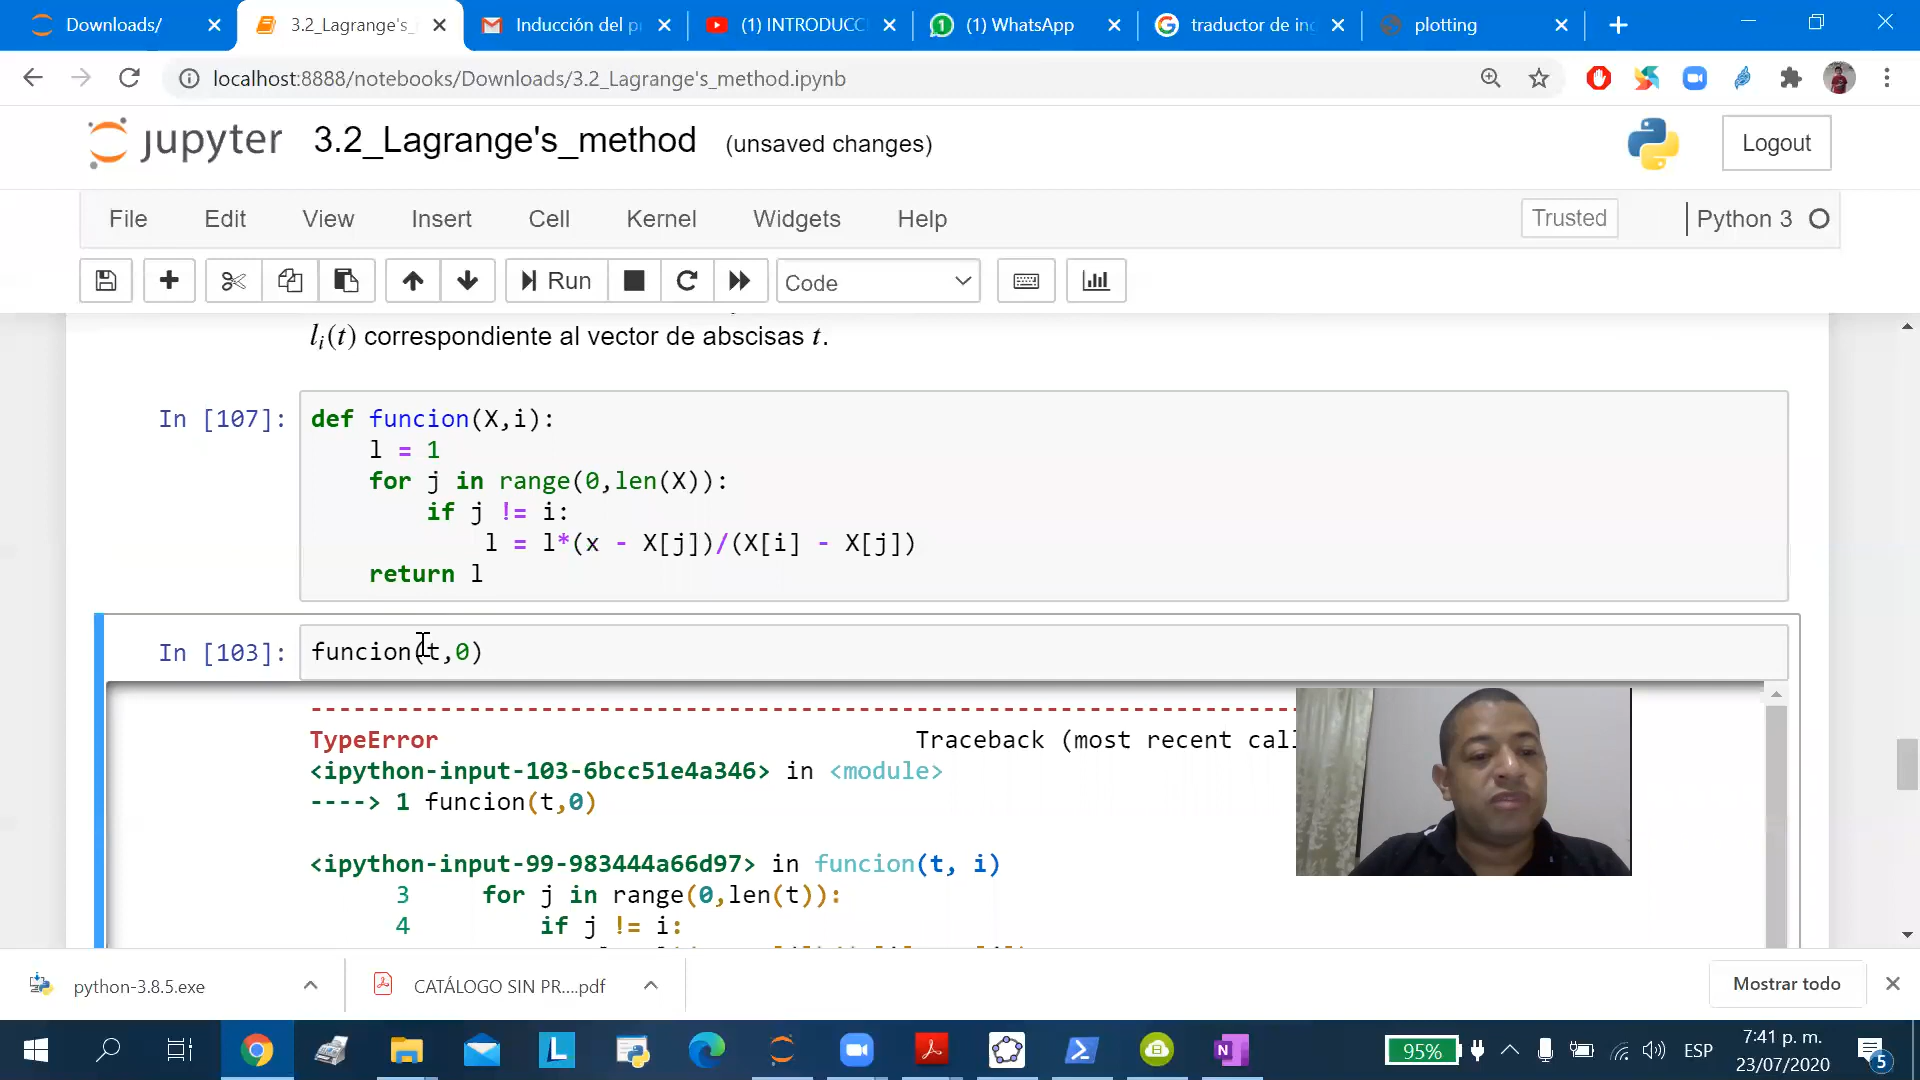 Downloads/
3.2_Lagrange's_
Inducción del p
(1) INTRODUCC
(1) WhatsApp
traductor de in
plotting
localhost:8888/notebooks/Downloads/3.2_Lagrange's_method.ipynb
jupyter 3.2_Lagrange's_method (unsaved changes)
Logout
File Edit View Insert Cell Kernel Widgets Help
Trusted
Python 3
Run
Code
lᵢ(t) correspondiente al vector de abscisas t.
In [107]:
def funcion(X,i):
    l = 1
    for j in range(0,len(X)):
        if j != i:
            l = l*(x - X[j])/(X[i] - X[j])
    return l
In [103]: funcion(t,0)
TypeError Traceback (most recent call
<ipython-input-103-6bcc51e4a346> in <module>
----> 1 funcion(t,0)
<ipython-input-99-983444a66d97> in funcion(t, i)
3 for j in range(0,len(t)):
4 if j != i:
python-3.8.5.exe
CATÁLOGO SIN PR....pdf
Mostrar todo
95%
ESP
7:41 p. m.
23/07/2020
5